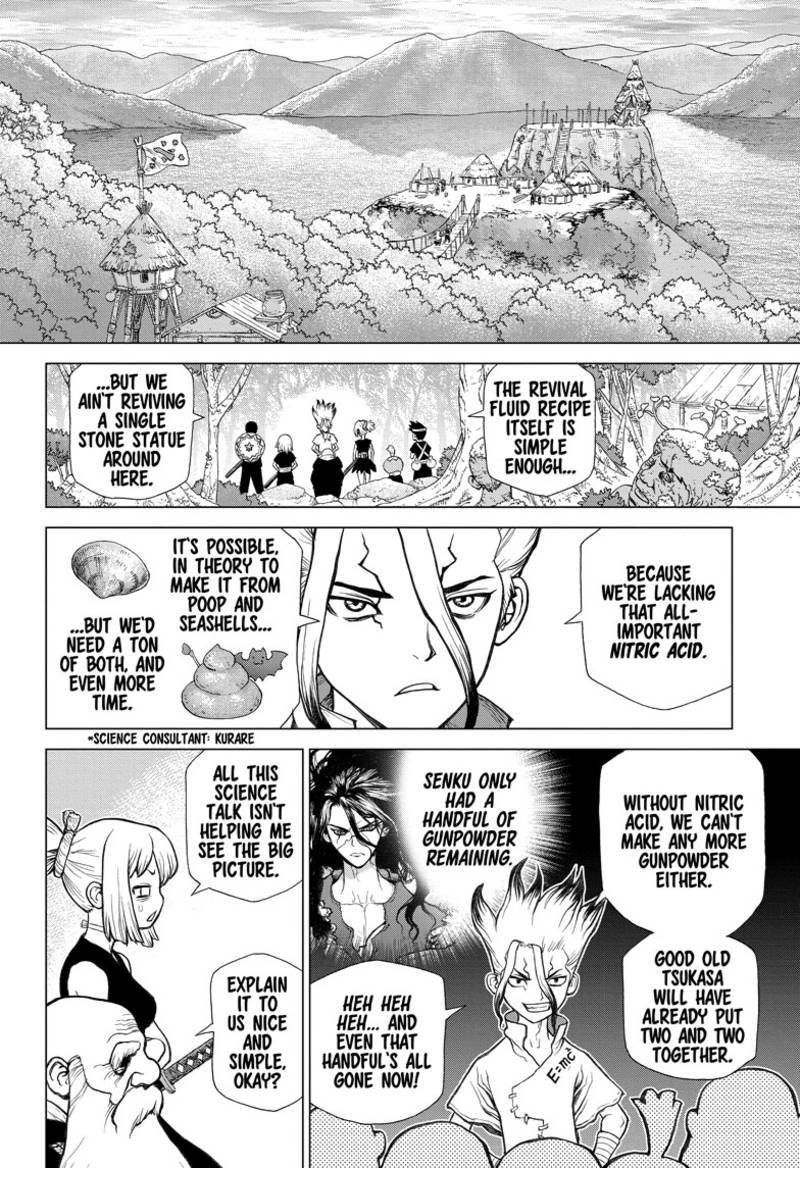 THE REVIVAL
FLUID RECIPE
ITSELF IS
SIMPLE
ENOUGH...
...BUT WE
AIN'T REVIVING
A SINGLE
STONE STATUE
AROUND
HERE.
BECAUSE
WE'RE LACKING
THAT ALL-
IMPORTANT
NITRIC ACID.
IT'S POSSIBLE,
IN THEORY TO
MAKE IT FROM
POOP AND
SEASHELLS...
...BUT WE'D
NEED A TON
OF BOTH, AND
EVEN MORE
TIME.
*SCIENCE CONSULTANT: KURARE
WITHOUT NITRIC
ACID, WE CAN'T
MAKE ANY MORE
GUNPOWDER
EITHER.
GOOD OLD
TSUKASA
WILL HAVE
ALREADY PUT
TWO AND TWO
TOGETHER.
SENKU ONLY
HAD A
HANDFUL OF
GUNPOWDER
REMAINING.
HEH HEH
HEH... AND
EVEN THAT
HANDFUL'S ALL
GONE NOW!
E=mc²
ALL THIS
SCIENCE
TALK ISN'T
HELPING ME
SEE THE BIG
PICTURE.
EXPLAIN
IT TO
US NICE
AND
SIMPLE,
OKAY?